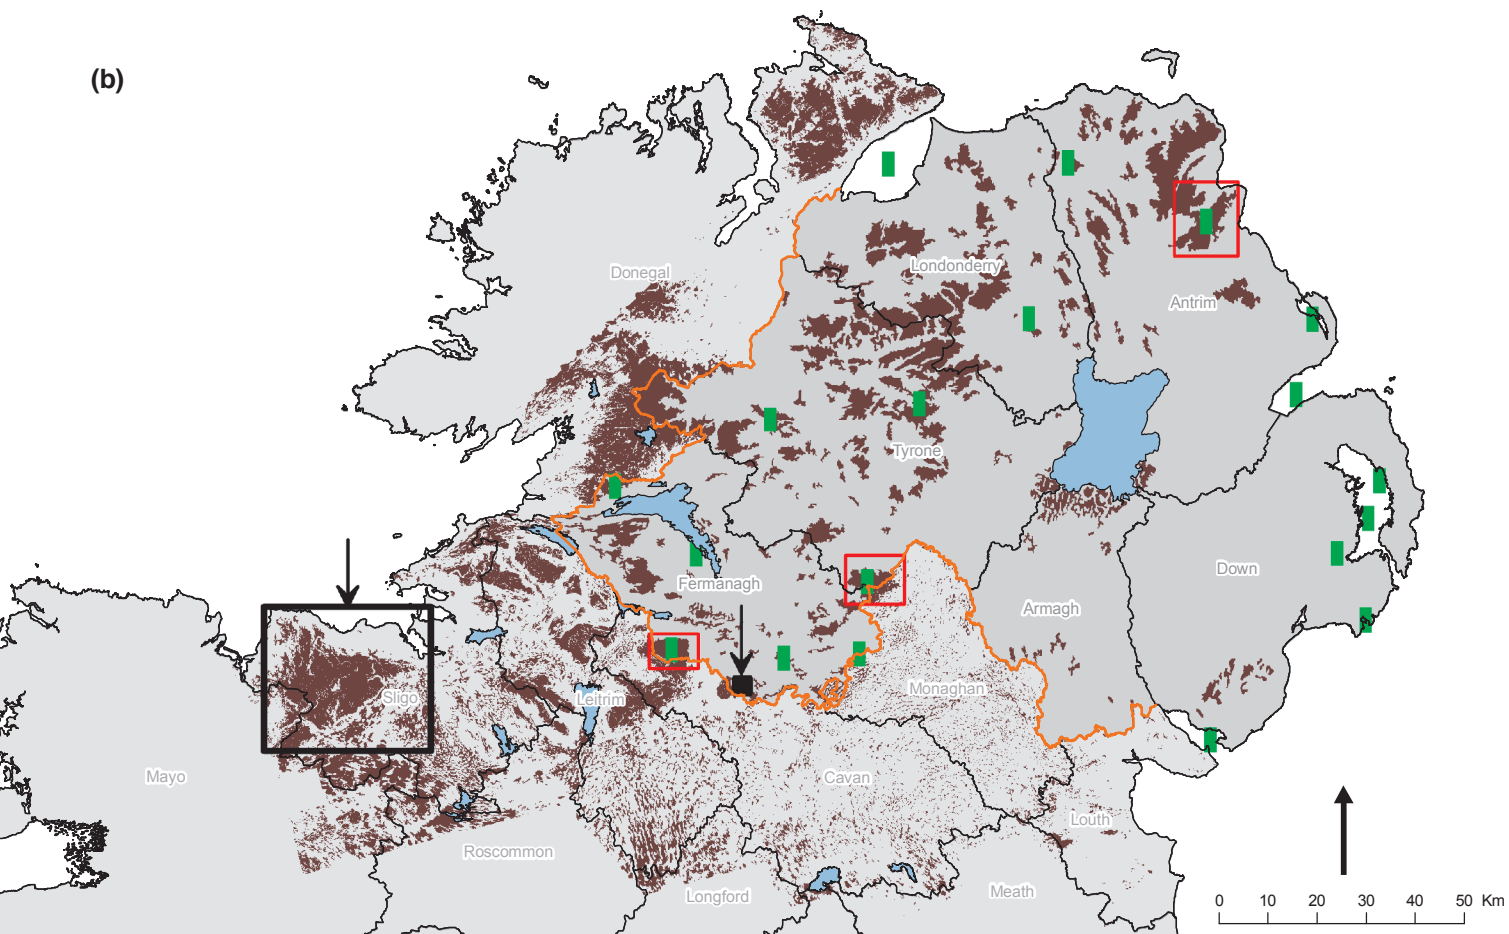 (b)
Donegal
Londonderry
Antrim
Tyrone
Fermanagh
Down
Armagh
Sligo
Leitrim
Monaghan
Mayo
Cavan
Louth
Roscommon
Longford
Meath
0 10 20 30 40 50 Km